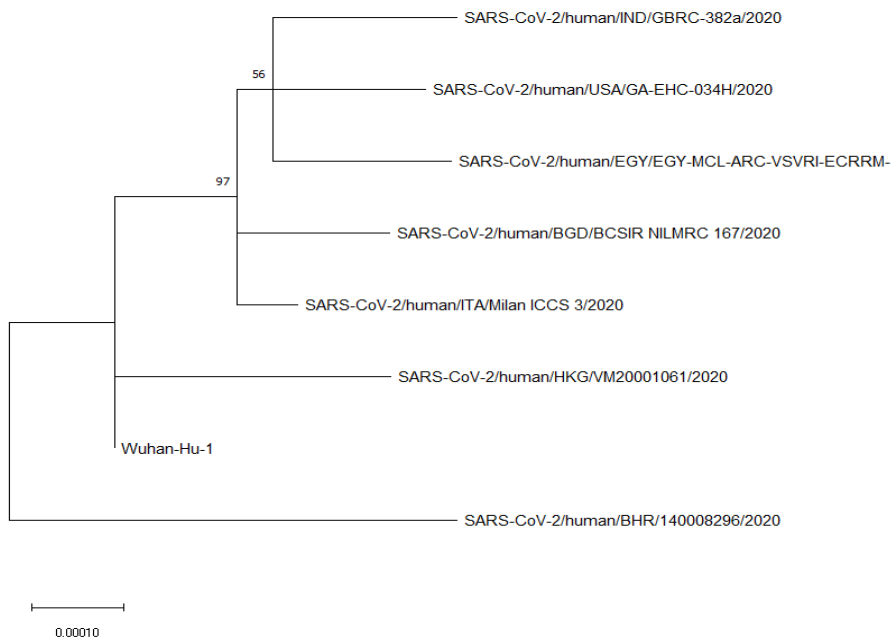 SARS-CoV-2/human/IND/GBRC-382a/2020
56
SARS-CoV-2/human/USA/GA-EHC-034H/2020
SARS-CoV-2/human/EGY/EGY-MCL-ARC-VSVRI-ECRRM-
97
SARS-CoV-2/human/BGD/BCSIR NILMRC 167/2020
SARS-CoV-2/human/ITA/Milan ICCS 3/2020
SARS-CoV-2/human/HKG/VM20001061/2020
Wuhan-Hu-1
SARS-CoV-2/human/BHR/140008296/2020
0.00010